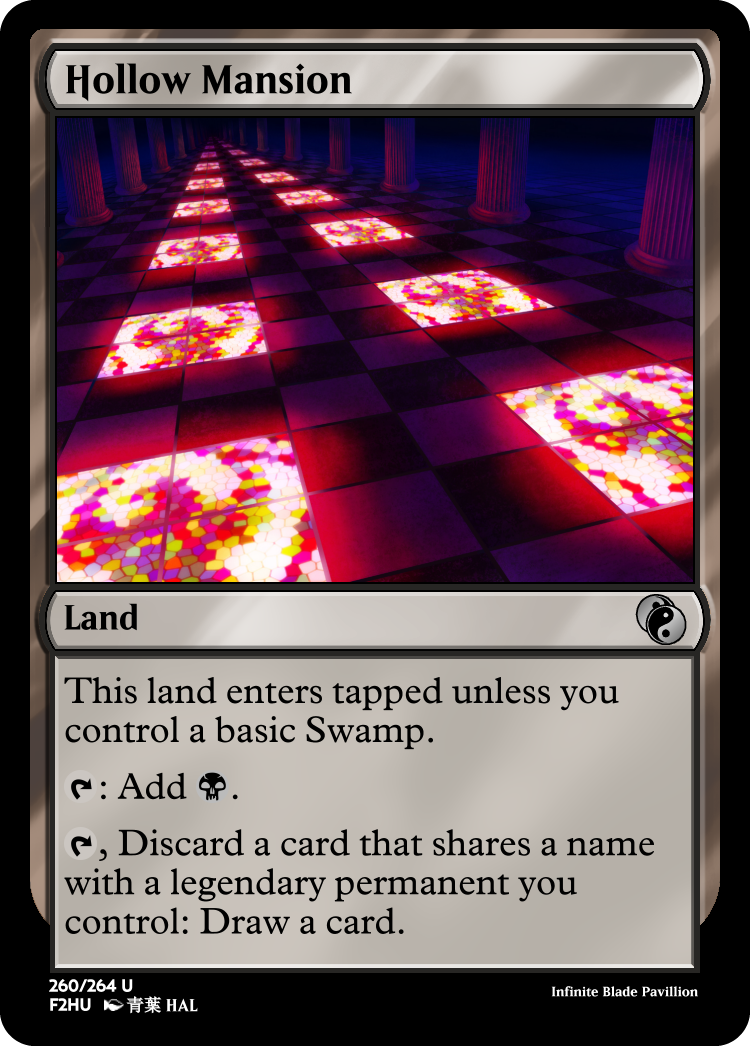 Hollow Mansion
Land
This land enters tapped unless you
control a basic Swamp.
: Add .
, Discard a card that shares a name
with a legendary permanent you
control: Draw a card.
260/264 U
F2HU 青葉 HAL
Infinite Blade Pavillion